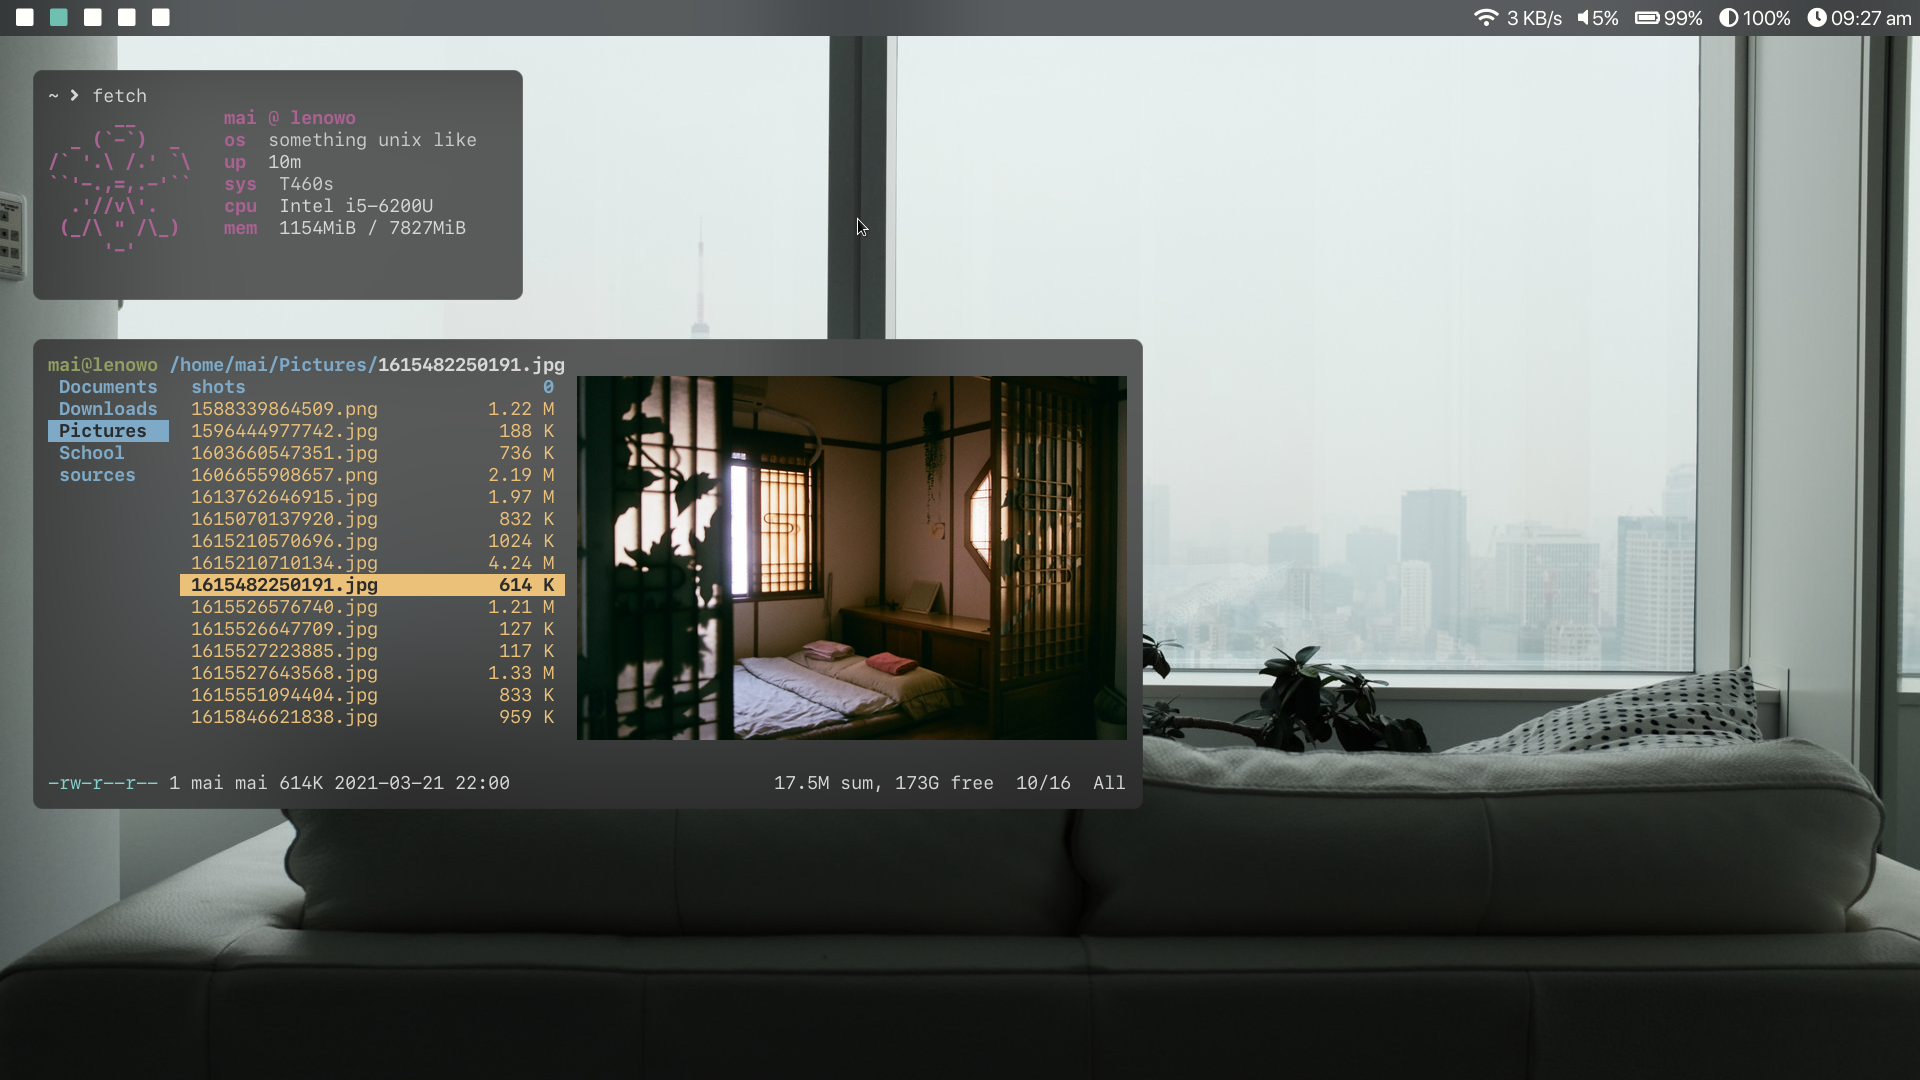 3 KB/s 5% 99% 100% 09:27 am
~ > fetch
mai @ lenowo
os something unix like
up 10m
sys T460s
cpu Intel i5-6200U
mem 1154MiB / 7827MiB
mai@lenowo /home/mai/Pictures/1615482250191.jpg
Documents shots 0
Downloads 1588339864509.png 1.22 M
Pictures 1596444977742.jpg 188 K
School 1603660547351.jpg 736 K
sources 1606655908657.png 2.19 M
1613762646915.jpg 1.97 M
1615070137920.jpg 832 K
1615210570696.jpg 1024 K
1615210710134.jpg 4.24 M
1615482250191.jpg 614 K
1615526576740.jpg 1.21 M
1615526647709.jpg 127 K
1615527223885.jpg 117 K
1615527643568.jpg 1.33 M
1615551094404.jpg 833 K
1615846621838.jpg 959 K
-rw-r--r-- 1 mai mai 614K 2021-03-21 22:00 17.5M sum, 173G free 10/16 All